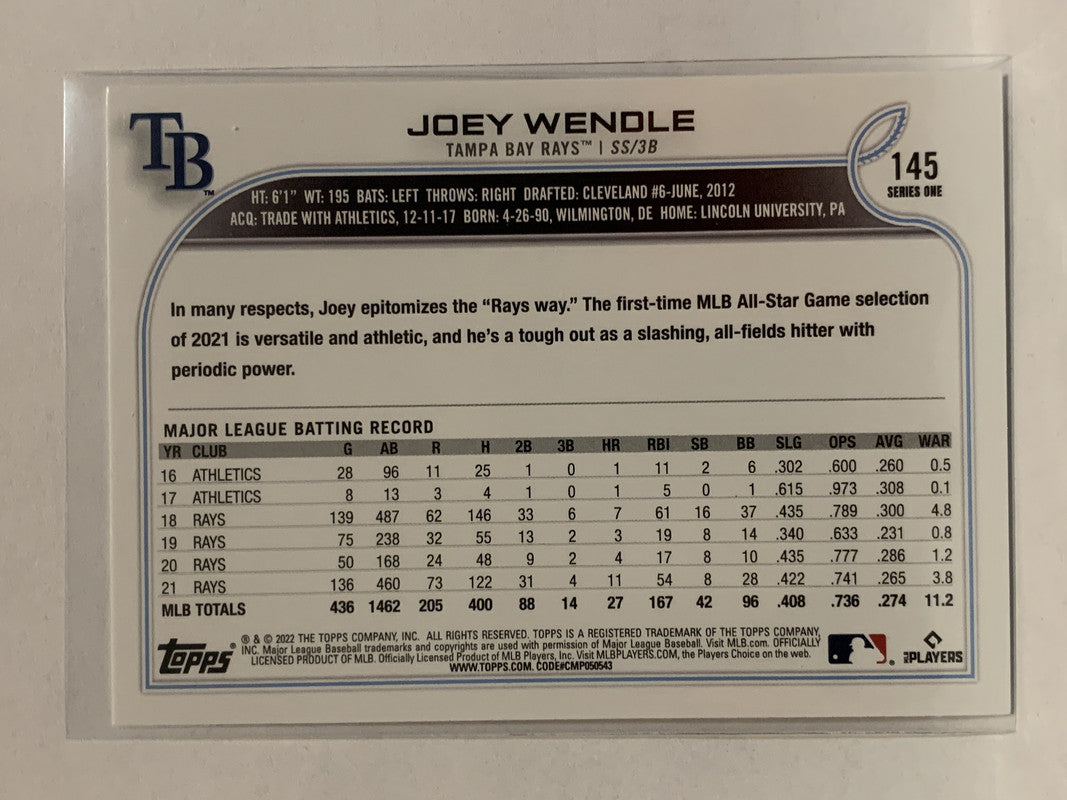 TB™
JOEY WENDLE
TAMPA BAY RAYS™ | SS/3B
145
SERIES ONE
HT: 6'1" WT: 195 BATS: LEFT THROWS: RIGHT DRAFTED: CLEVELAND #6-JUNE, 2012
ACQ: TRADE WITH ATHLETICS, 12-11-17 BORN: 4-26-90, WILMINGTON, DE HOME: LINCOLN UNIVERSITY, PA
In many respects, Joey epitomizes the “Rays way.” The first-time MLB All-Star Game selection
of 2021 is versatile and athletic, and he’s a tough out as a slashing, all-fields hitter with
periodic power.
MAJOR LEAGUE BATTING RECORD
YR CLUB G AB R H 2B 3B HR RBI SB BB SLG OPS AVG WAR
16 ATHLETICS 28 96 11 25 1 0 1 11 2 6 .302 .600 .260 0.5
17 ATHLETICS 8 13 3 4 1 0 1 5 0 1 .615 .973 .308 0.1
18 RAYS 139 487 62 146 33 6 7 61 16 37 .435 .789 .300 4.8
19 RAYS 75 238 32 55 13 2 3 19 8 14 .340 .633 .231 0.8
20 RAYS 50 168 24 48 9 2 4 17 8 10 .435 .777 .286 1.2
21 RAYS 136 460 73 122 31 4 11 54 8 28 .422 .741 .265 3.8
MLB TOTALS 436 1462 205 400 88 14 27 167 42 96 .408 .736 .274 11.2
topps®
® & © 2022 THE TOPPS COMPANY, INC. ALL RIGHTS RESERVED. TOPPS IS A REGISTERED TRADEMARK OF THE TOPPS COMPANY,
INC. Major League Baseball trademarks and copyrights are used with permission of Major League Baseball. Visit MLB.com. OFFICIALLY
LICENSED PRODUCT OF MLB. Officially Licensed Product of MLB Players, Inc. Visit MLBPLAYERS.COM, the Players Choice on the web.
WWW.TOPPS.COM. CODE#CMP050543
MLB PLAYERS